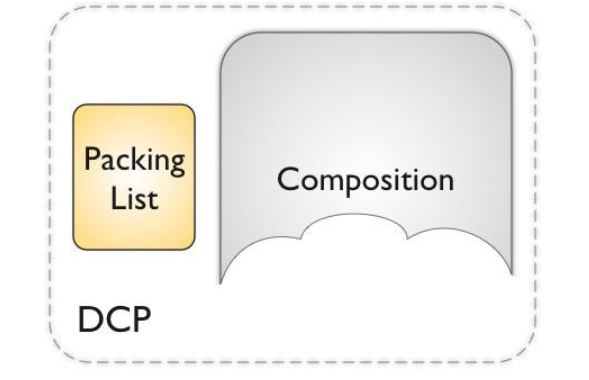 Packing
List
Composition
DCP